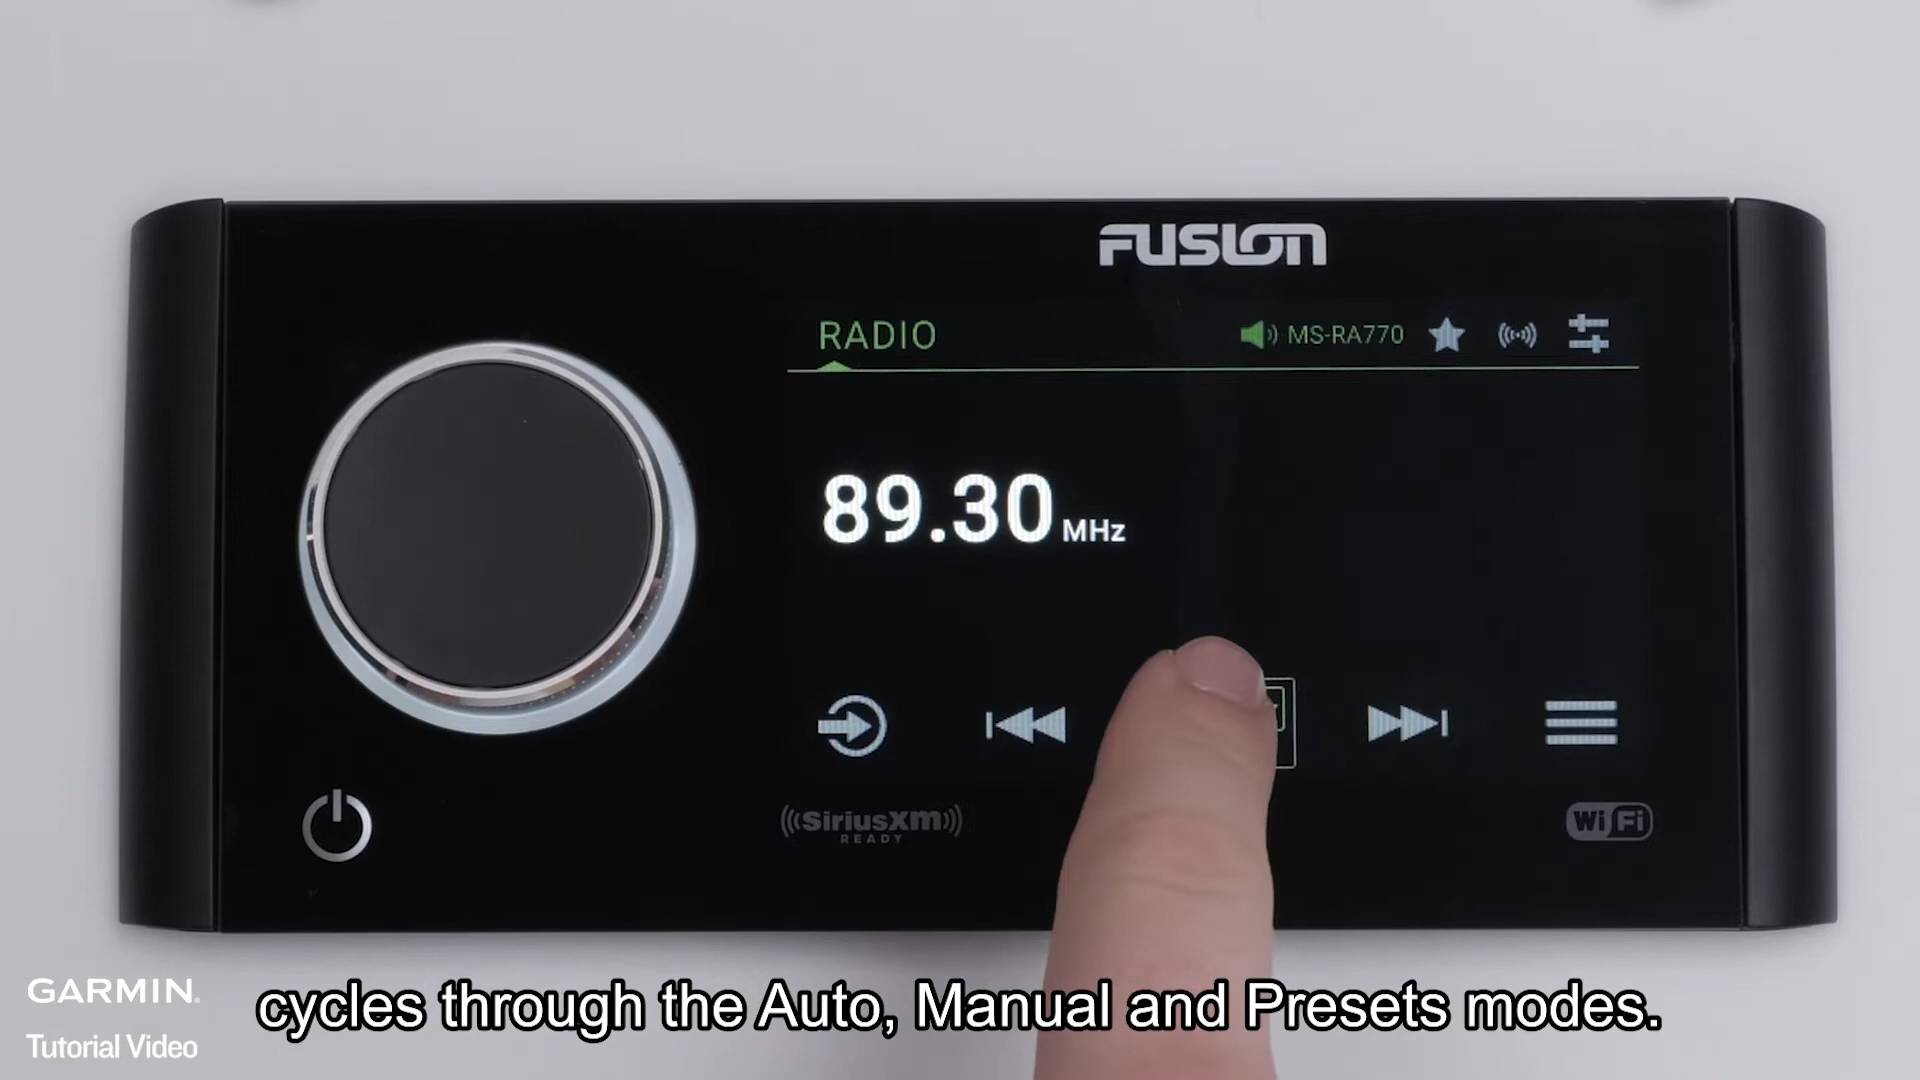 FUSION
RADIO
MS-RA770
89.30 MHz
SiriusXM
READY
WiFi
GARMIN
Tutorial Video
cycles through the Auto, Manual and Presets modes.